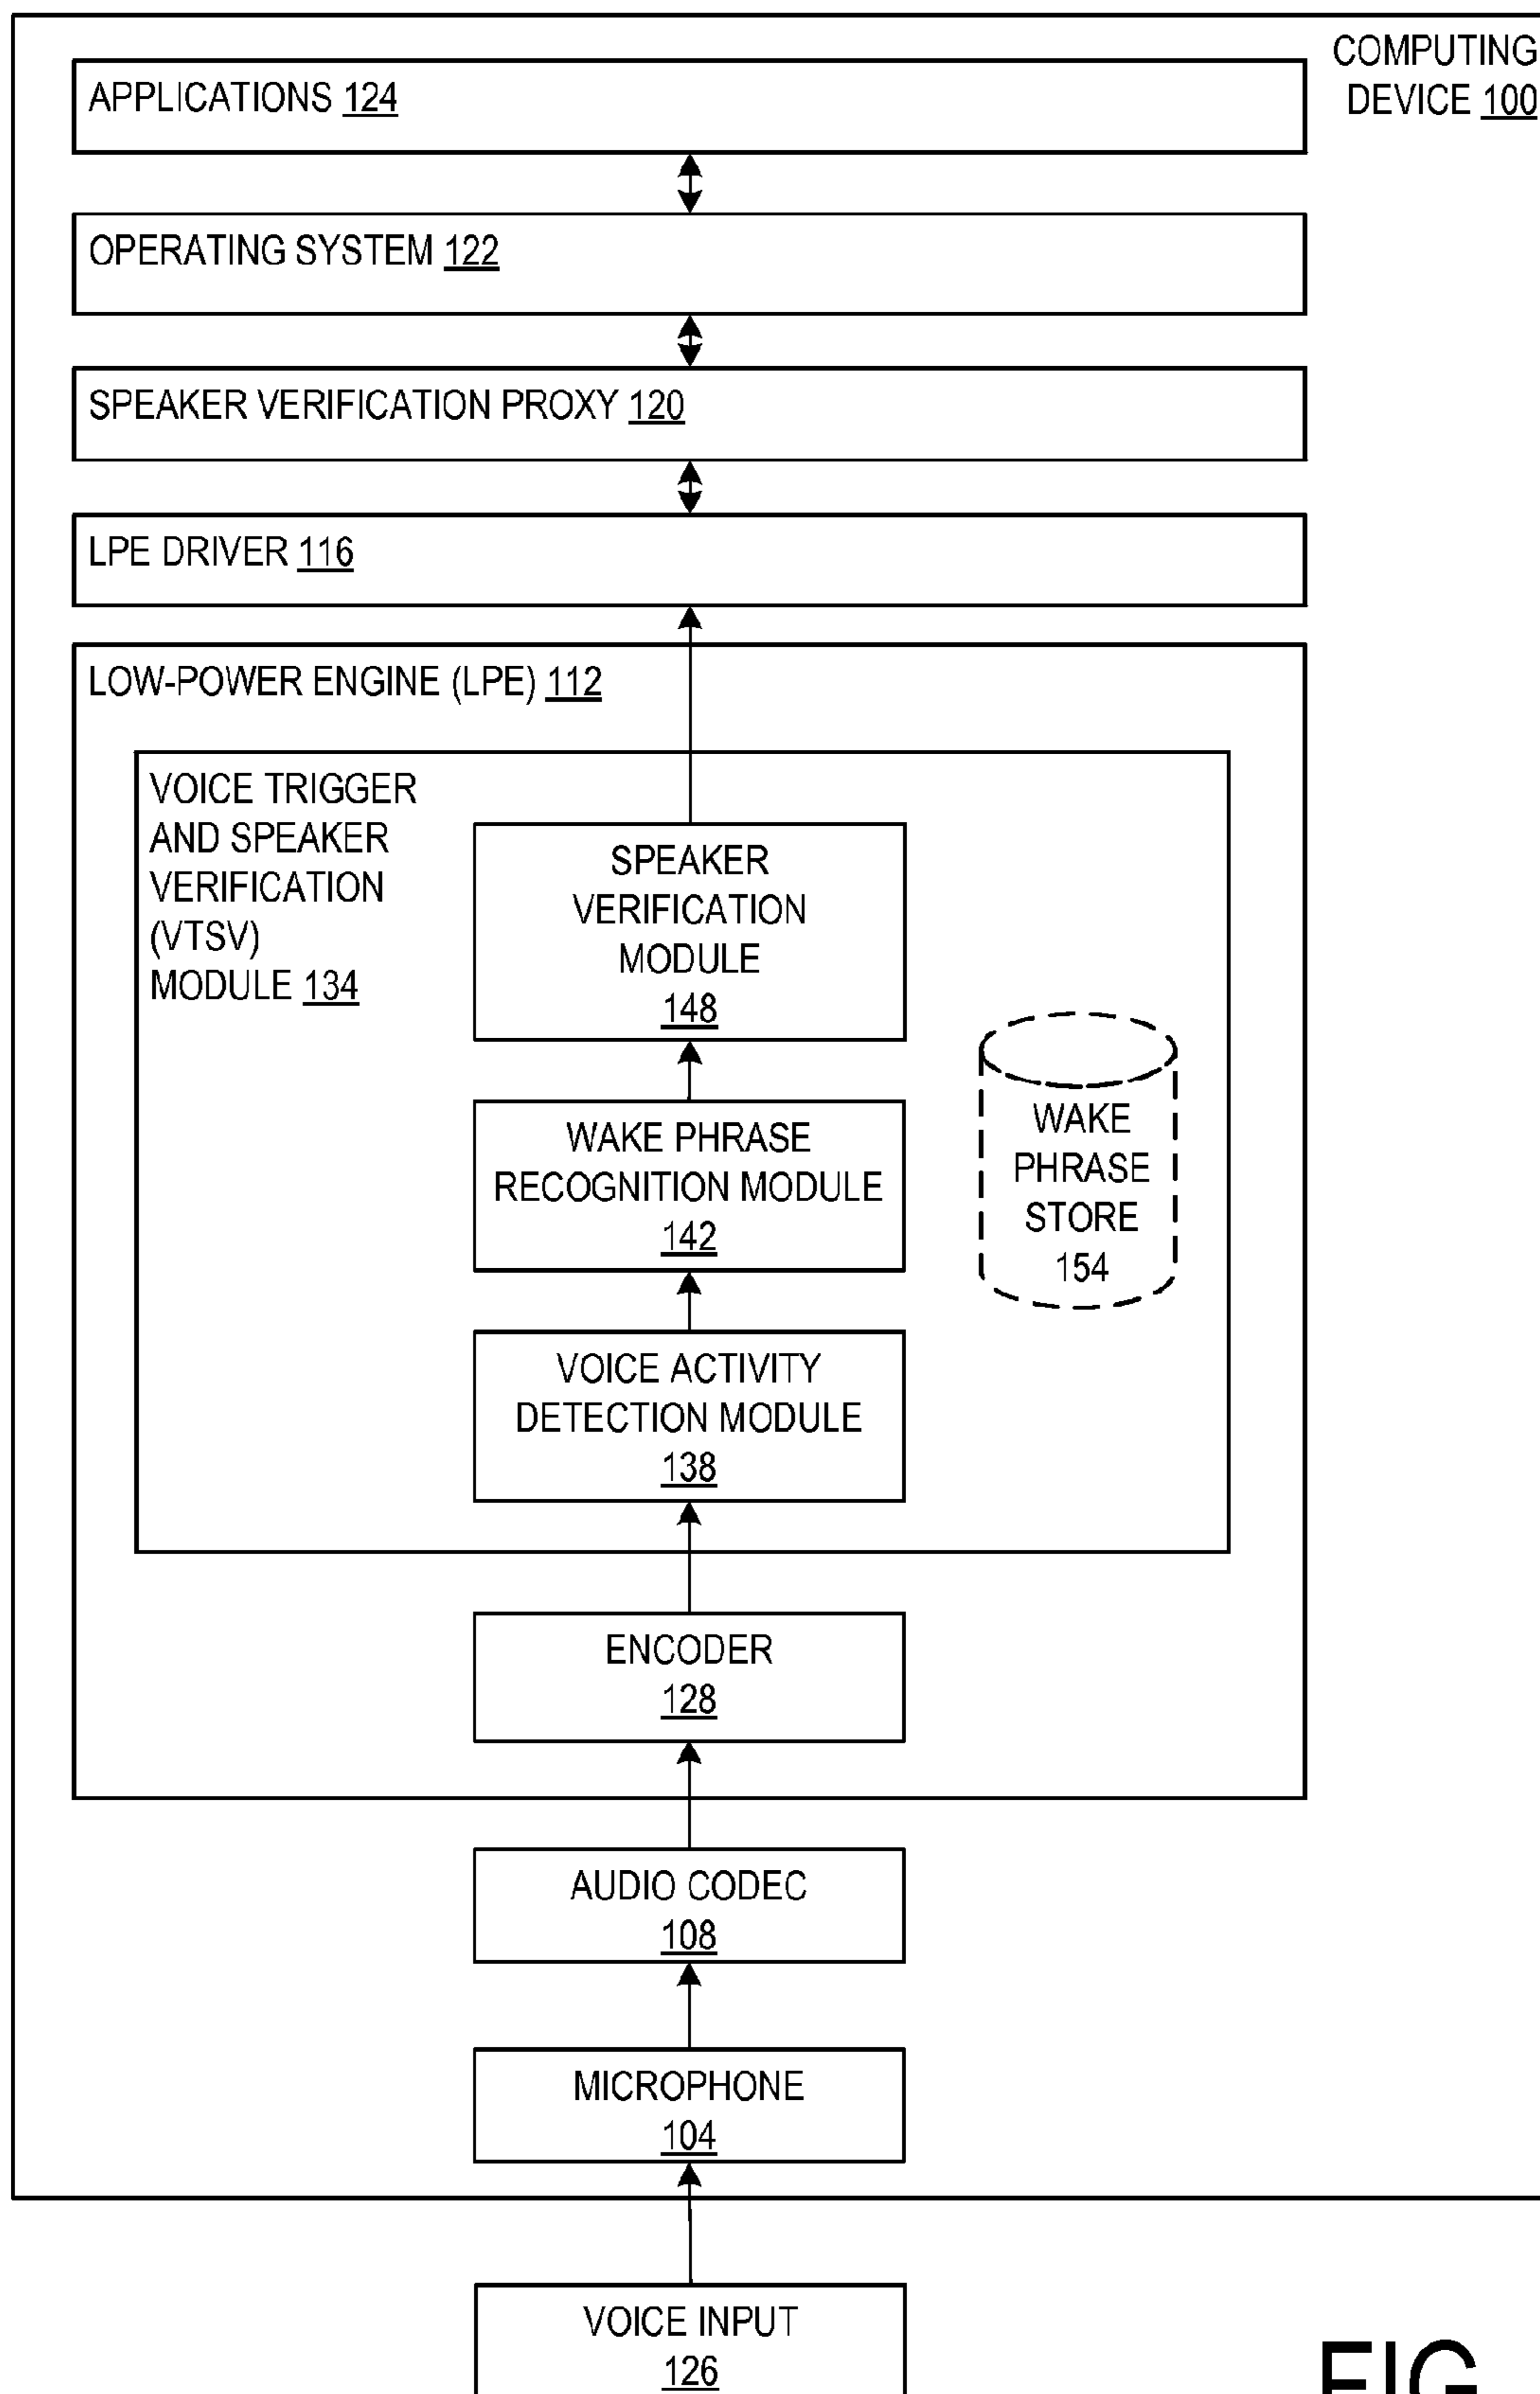 COMPUTING
DEVICE 100
APPLICATIONS 124
OPERATING SYSTEM 122
SPEAKER VERIFICATION PROXY 120
LPE DRIVER 116
LOW-POWER ENGINE (LPE) 112
VOICE TRIGGER
AND SPEAKER
VERIFICATION
(VTSV)
MODULE 134
SPEAKER
VERIFICATION
MODULE
148
WAKE PHRASE
RECOGNITION MODULE
142
WAKE
PHRASE
STORE
154
VOICE ACTIVITY
DETECTION MODULE
138
ENCODER
128
AUDIO CODEC
108
MICROPHONE
104
VOICE INPUT
126
FIG